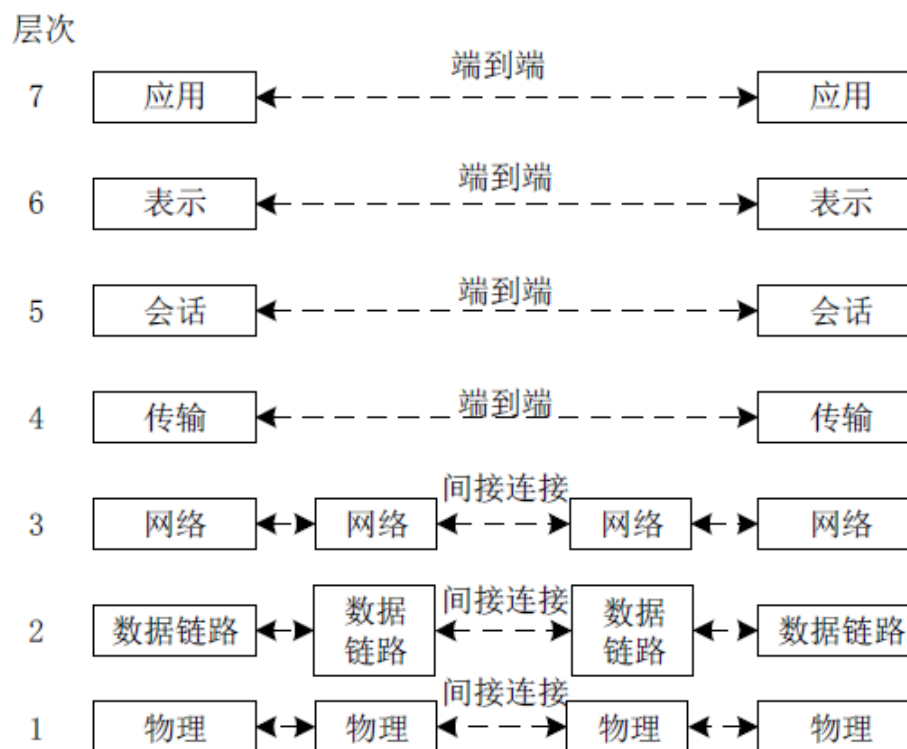 层次
端到端
7 应用 应用
端到端
6 表示 表示
端到端
5 会话 会话
端到端
4 传输 传输
间接连接
3 网络 网络 网络 网络
间接连接
2 数据链路 数据 数据 数据链路
链路 链路
间接连接
1 物理 物理 物理 物理